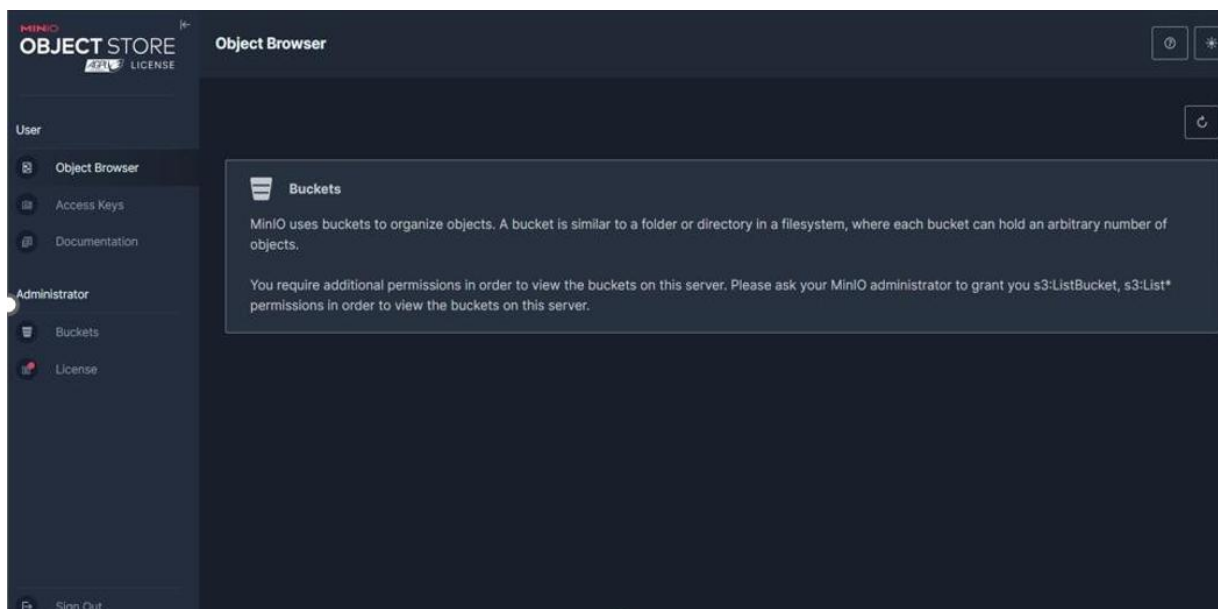 MINIO
OBJECT STORE
LICENSE
Object Browser
User
Object Browser
Access Keys
Documentation
Administrator
Buckets
License
Sign Out
Buckets
MinIO uses buckets to organize objects. A bucket is similar to a folder or directory in a filesystem, where each bucket can hold an arbitrary number of
objects.
You require additional permissions in order to view the buckets on this server. Please ask your MinIO administrator to grant you s3:ListBucket, s3:List*
permissions in order to view the buckets on this server.